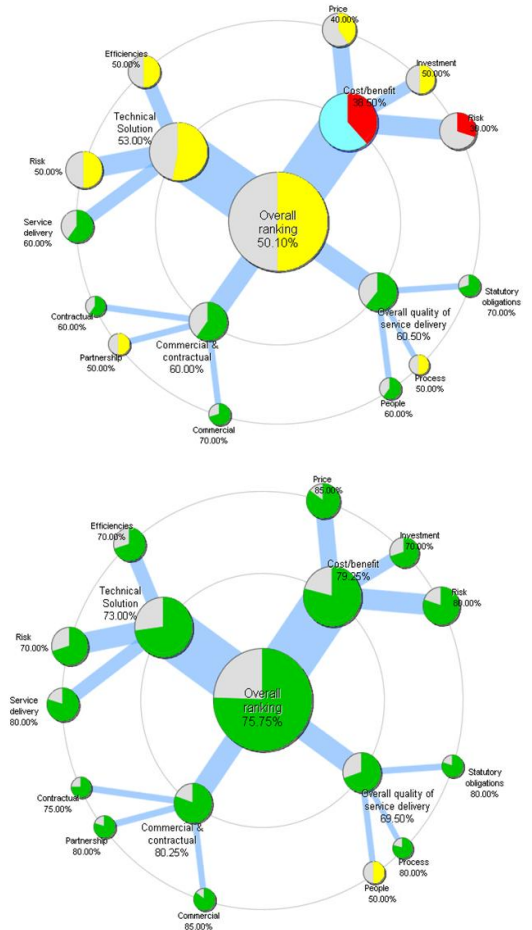 Price
40.00%
Efficiencies
50.00%
Investment
50.00%
Cost/benefit
38.50%
Technical
Solution
53.00%
Risk
30.00%
Risk
50.00%
Overall
ranking
50.10%
Service
delivery
60.00%
Statutory
obligations
70.00%
Contractual
60.00%
Overall quality of
service delivery
60.50%
Partnership
50.00%
Commercial &
contractual
60.00%
Process
50.00%
People
60.00%
Commercial
70.00%
Price
85.00%
Efficiencies
70.00%
Investment
70.00%
Cost/benefit
79.25%
Technical
Solution
73.00%
Risk
80.00%
Risk
70.00%
Overall
ranking
75.75%
Service
delivery
80.00%
Statutory
obligations
80.00%
Contractual
75.00%
Overall quality of
service delivery
69.50%
Partnership
80.00%
Commercial &
contractual
80.25%
Process
80.00%
People
50.00%
Commercial
85.00%